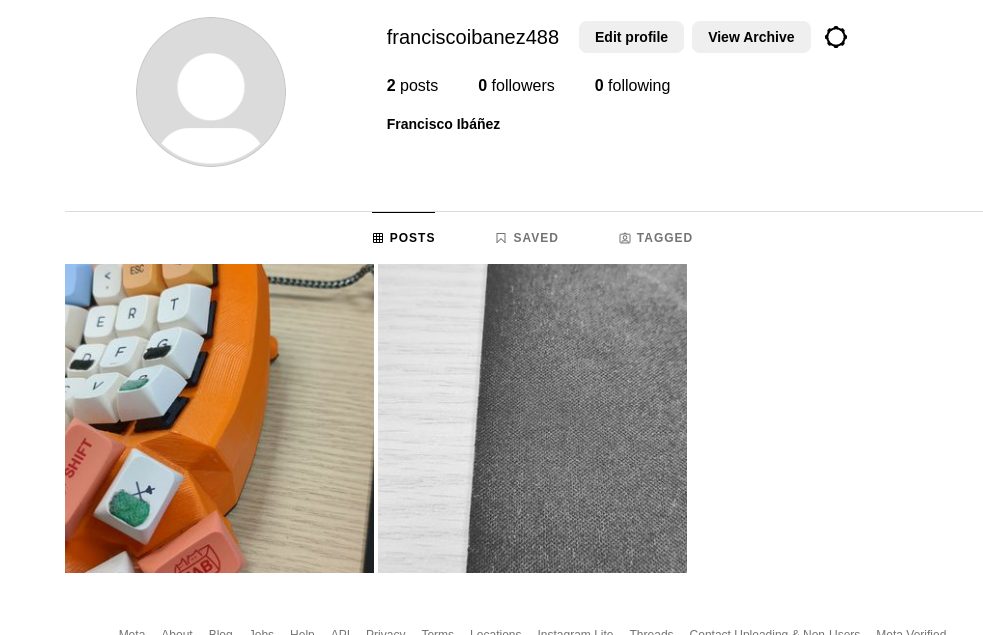 franciscoibanez488
Edit profile
View Archive
2 posts
0 followers
0 following
Francisco Ibáñez
POSTS
SAVED
TAGGED
ESC
E R T
D F G
V
SHIFT
Meta About Blog Jobs Help API Privacy Terms Locations Instagram Lite Threads Contact Uploading & Non-Users Meta Verified